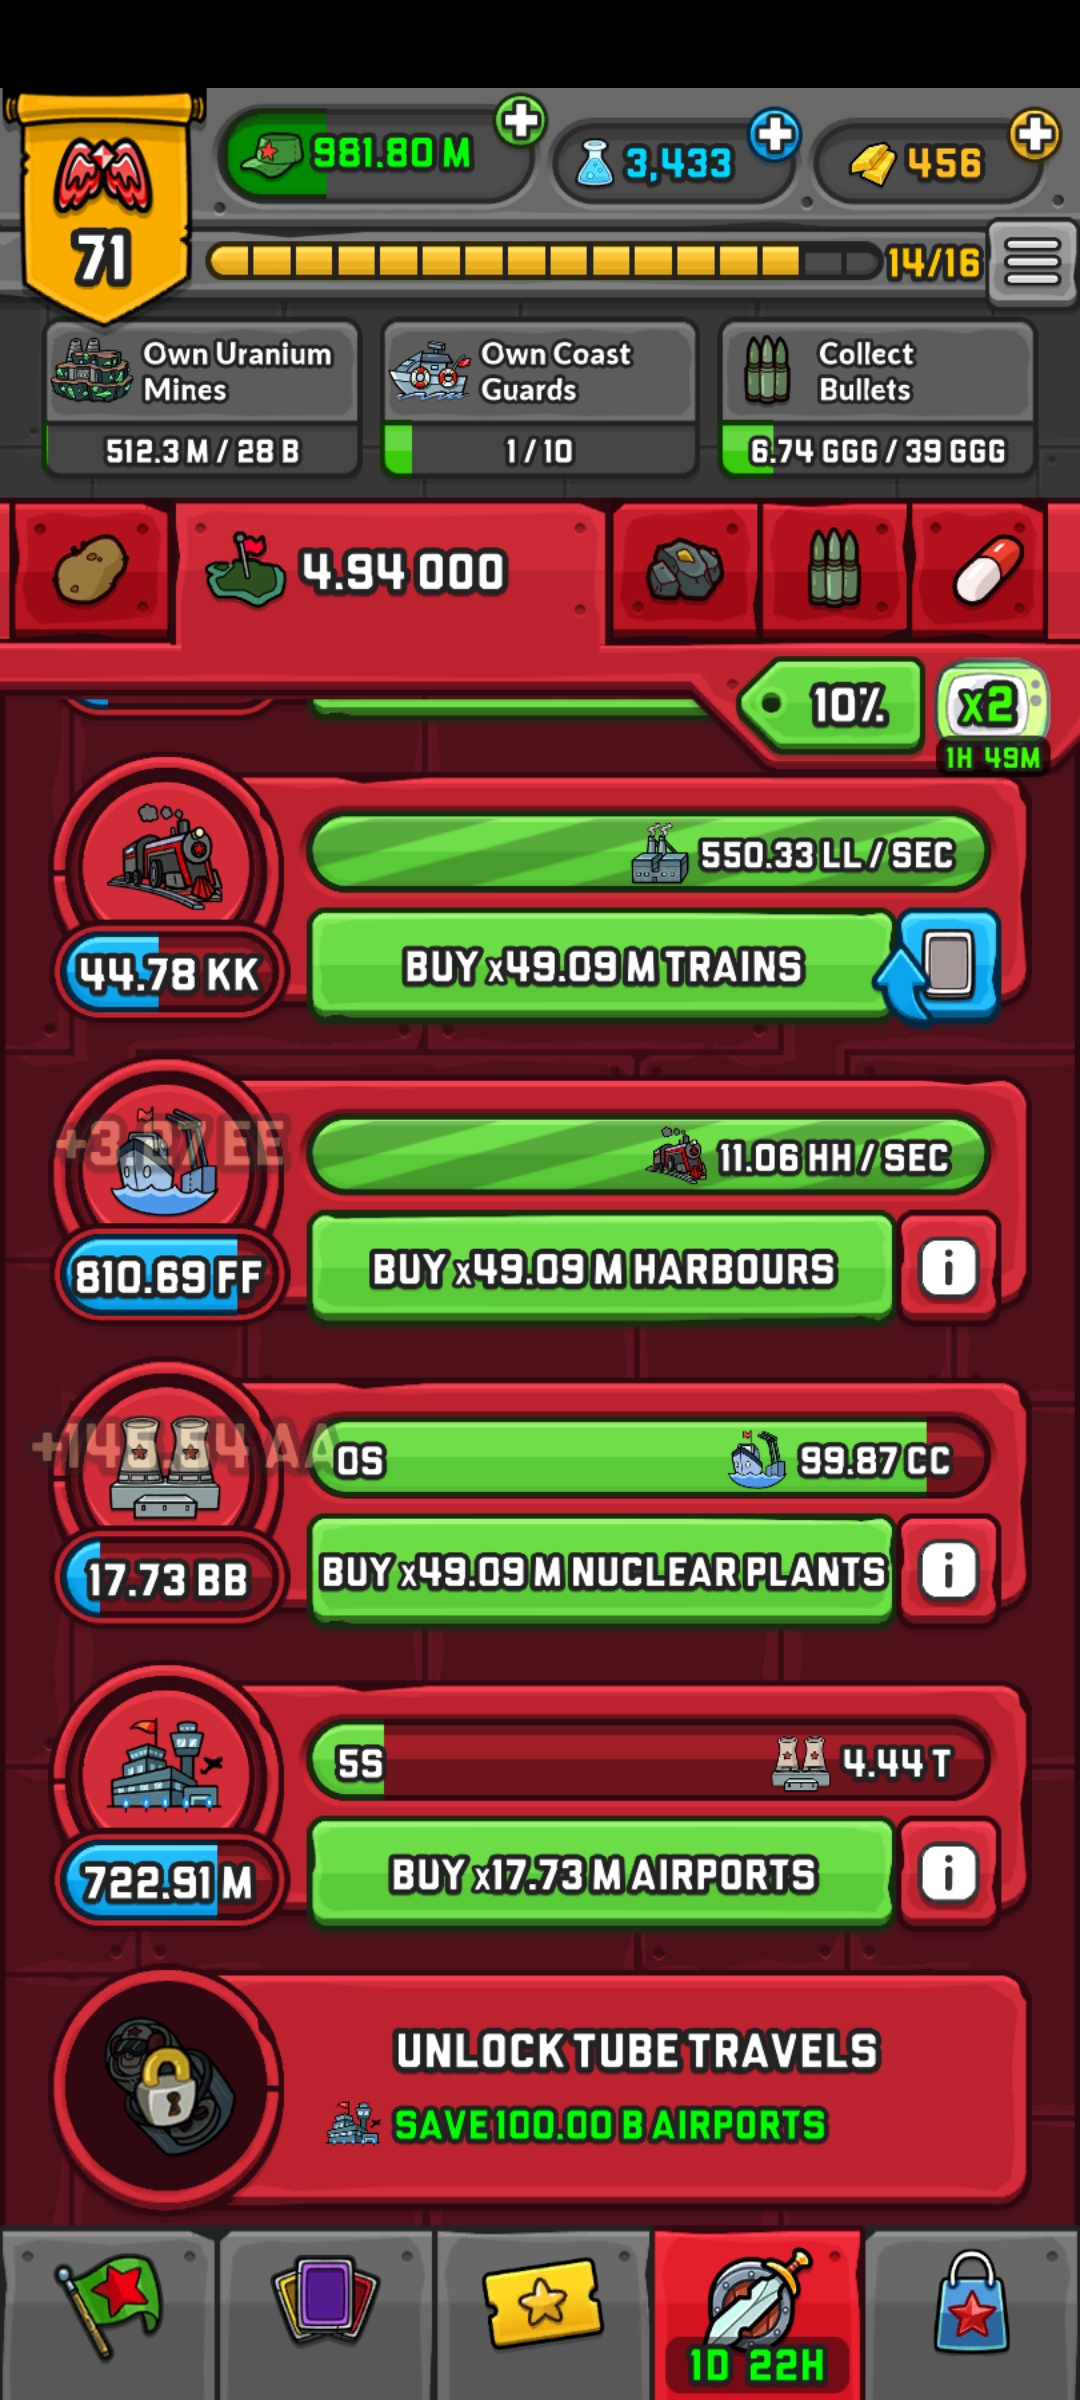 981.80 M
3,433
456
71
14/16
Own Uranium
Mines
512.3 M / 28 B
Own Coast
Guards
1 / 10
Collect
Bullets
6.74 GGG / 39 GGG
4.94 OOO
10%
x2
1H 49M
550.33 LL / SEC
44.78 KK
BUY x49.09 M TRAINS
11.06 HH / SEC
810.69 FF
BUY x49.09 M HARBOURS
i
0S
99.87 CC
17.73 BB
BUY x49.09 M NUCLEAR PLANTS
i
5S
4.44 T
722.91 M
BUY x17.73 M AIRPORTS
i
UNLOCK TUBE TRAVELS
SAVE 100.00 B AIRPORTS
1D 22H